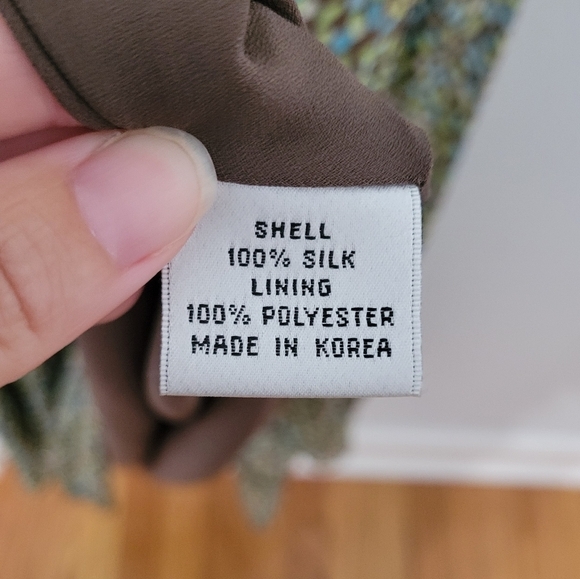 SHELL
100% SILK
LINING
100% POLYESTER
MADE IN KOREA